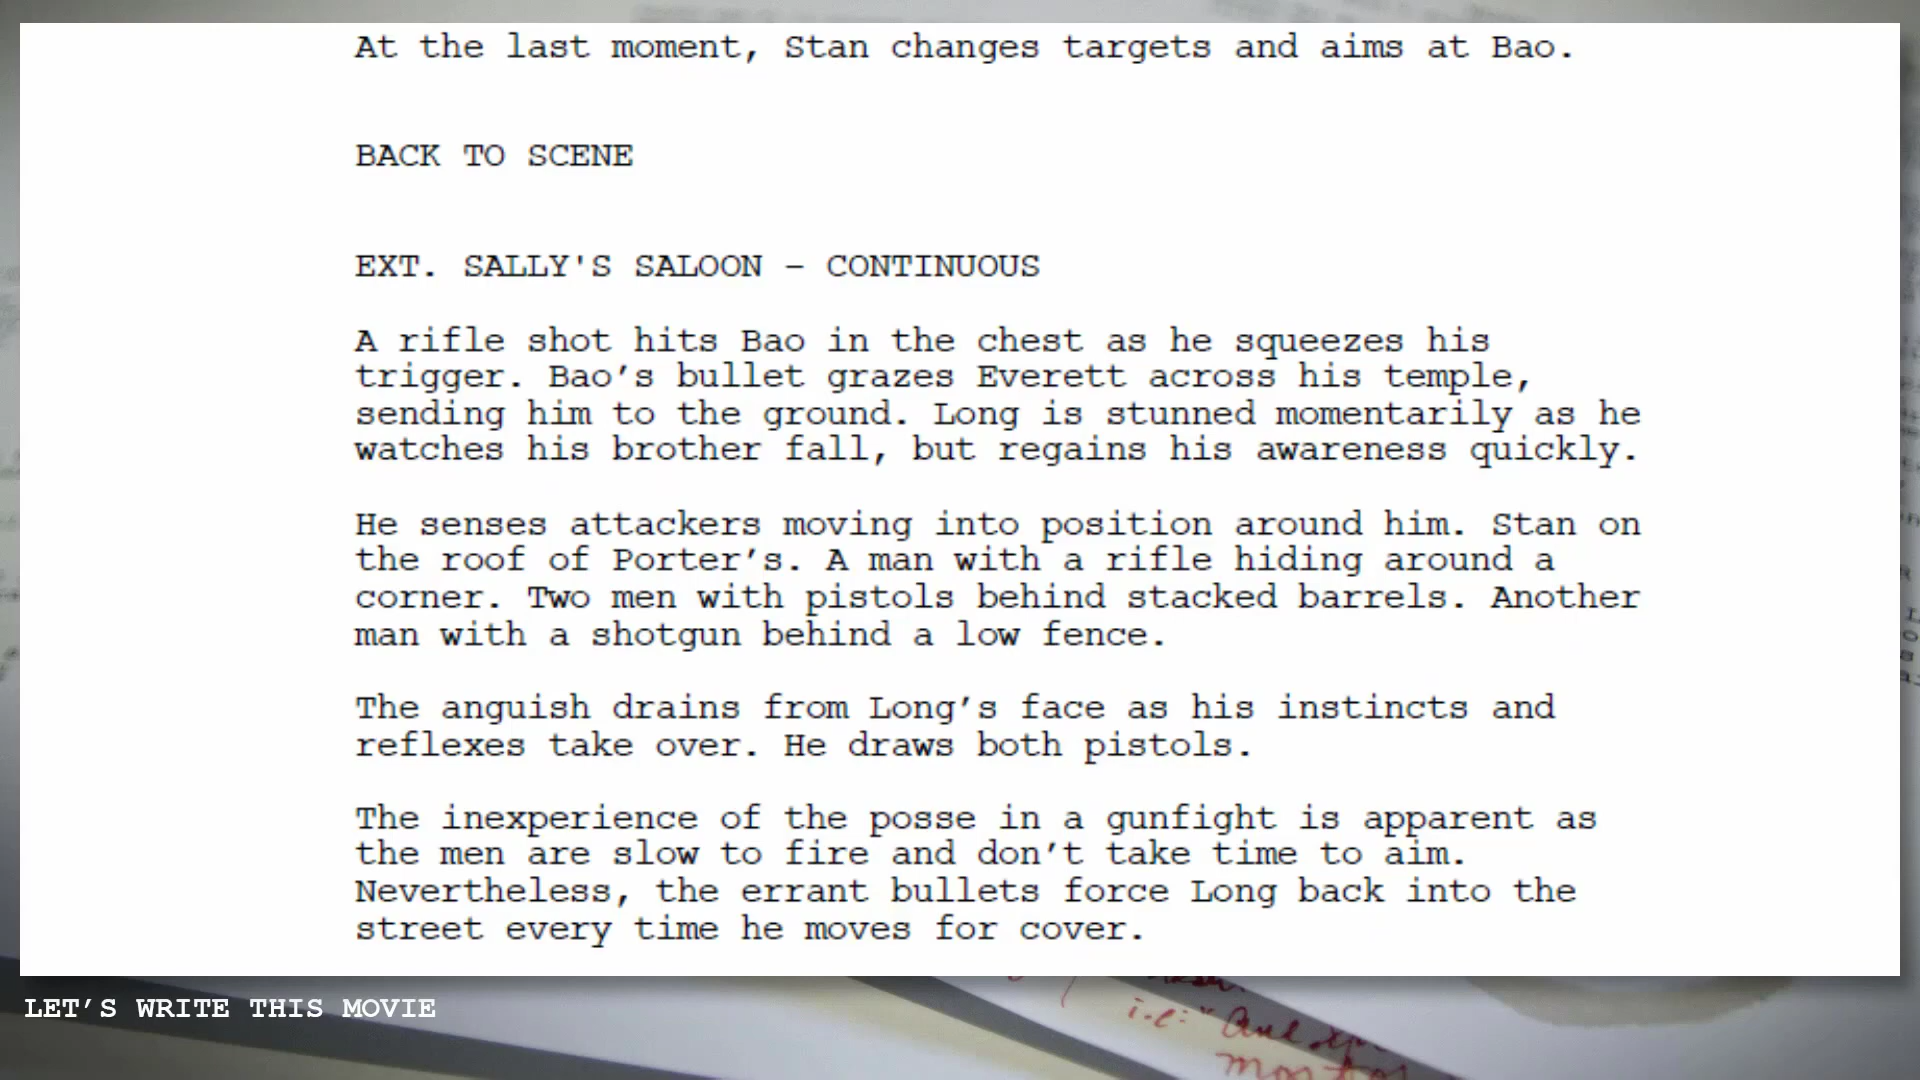 At the last moment, Stan changes targets and aims at Bao.
BACK TO SCENE
EXT. SALLY'S SALOON – CONTINUOUS
A rifle shot hits Bao in the chest as he squeezes his
trigger. Bao’s bullet grazes Everett across his temple,
sending him to the ground. Long is stunned momentarily as he
watches his brother fall, but regains his awareness quickly.
He senses attackers moving into position around him. Stan on
the roof of Porter’s. A man with a rifle hiding around a
corner. Two men with pistols behind stacked barrels. Another
man with a shotgun behind a low fence.
The anguish drains from Long’s face as his instincts and
reflexes take over. He draws both pistols.
The inexperience of the posse in a gunfight is apparent as
the men are slow to fire and don’t take time to aim.
Nevertheless, the errant bullets force Long back into the
street every time he moves for cover.
LET’S WRITE THIS MOVIE
i.e:" And